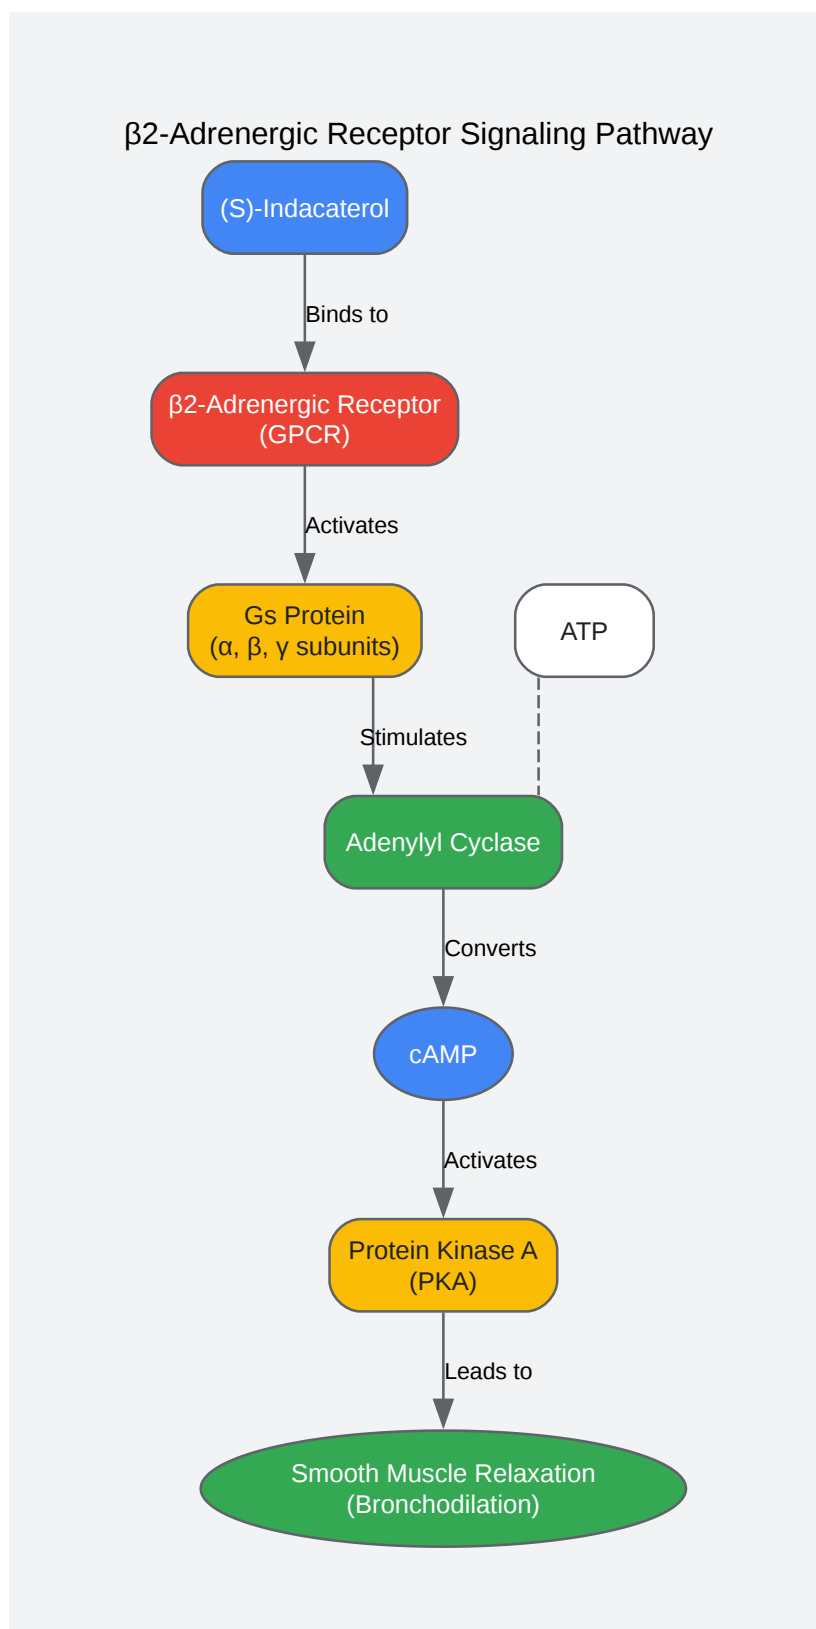 β2-Adrenergic Receptor Signaling Pathway
(S)-Indacaterol
Binds to
β2-Adrenergic Receptor
(GPCR)
Activates
Gs Protein
(α, β, γ subunits)
ATP
Stimulates
Adenylyl Cyclase
Converts
cAMP
Activates
Protein Kinase A
(PKA)
Leads to
Smooth Muscle Relaxation
(Bronchodilation)